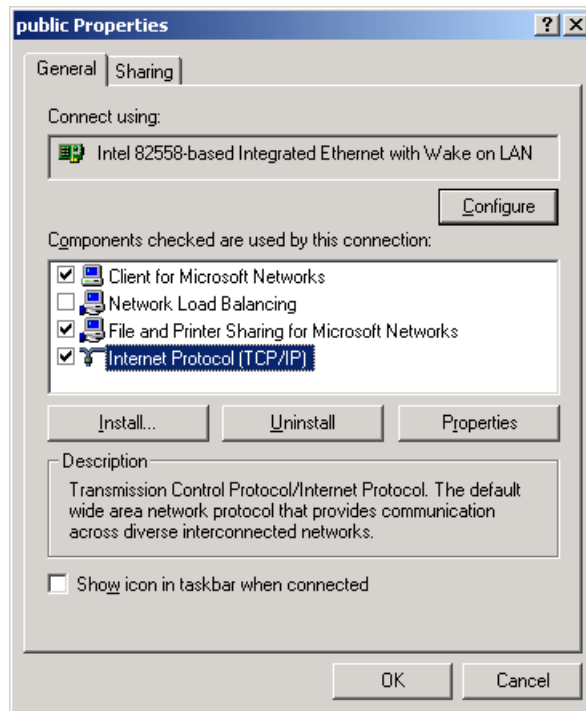 public Properties
General
Sharing
Connect using:
Intel 82558-based Integrated Ethernet with Wake on LAN
Configure
Components checked are used by this connection:
Client for Microsoft Networks
Network Load Balancing
File and Printer Sharing for Microsoft Networks
Internet Protocol (TCP/IP)
Install...
Uninstall
Properties
Description
Transmission Control Protocol/Internet Protocol. The default
wide area network protocol that provides communication
across diverse interconnected networks.
Show icon in taskbar when connected
OK
Cancel